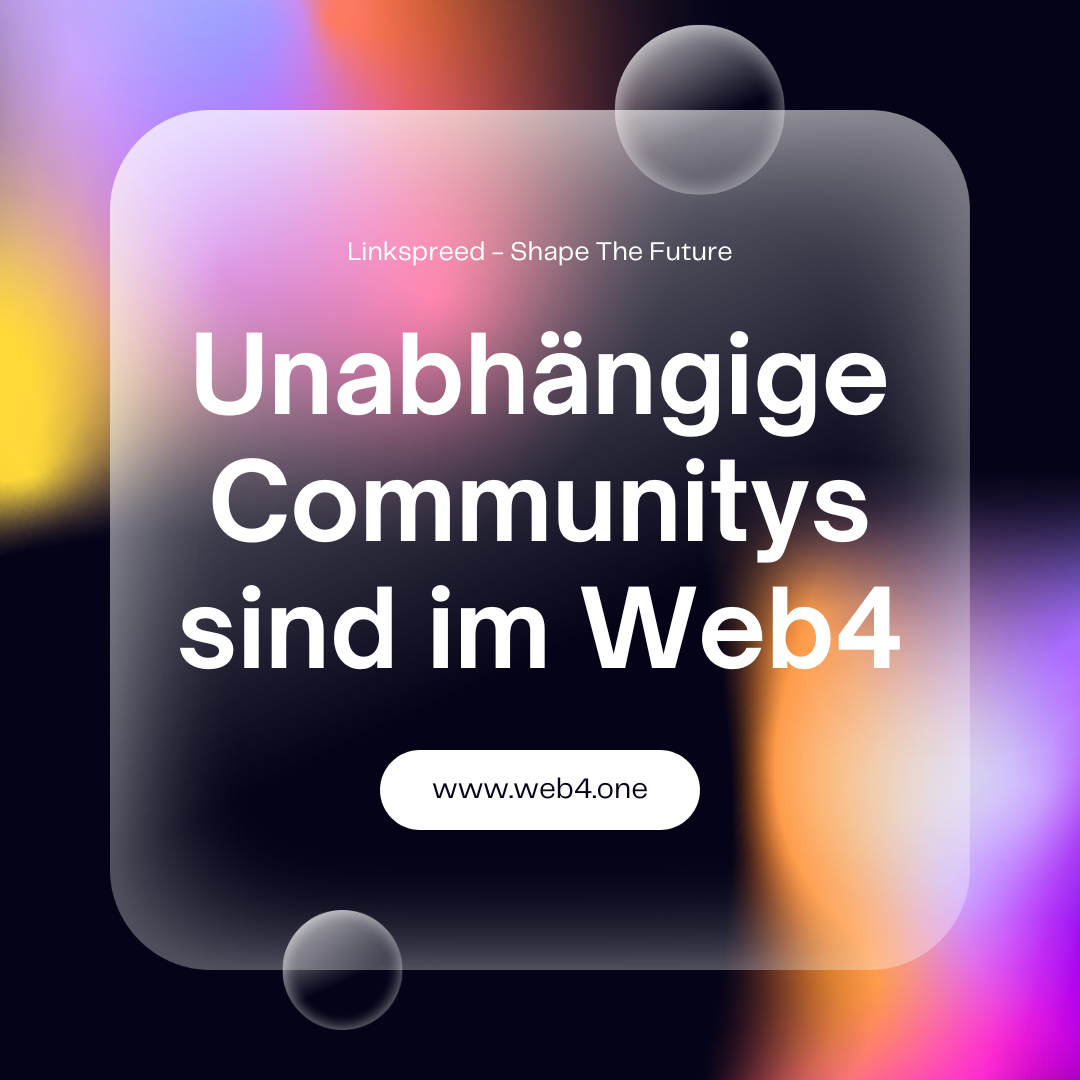 Linkspreed – Shape The Future
Unabhängige
Communitys
sind im Web4
www.web4.one